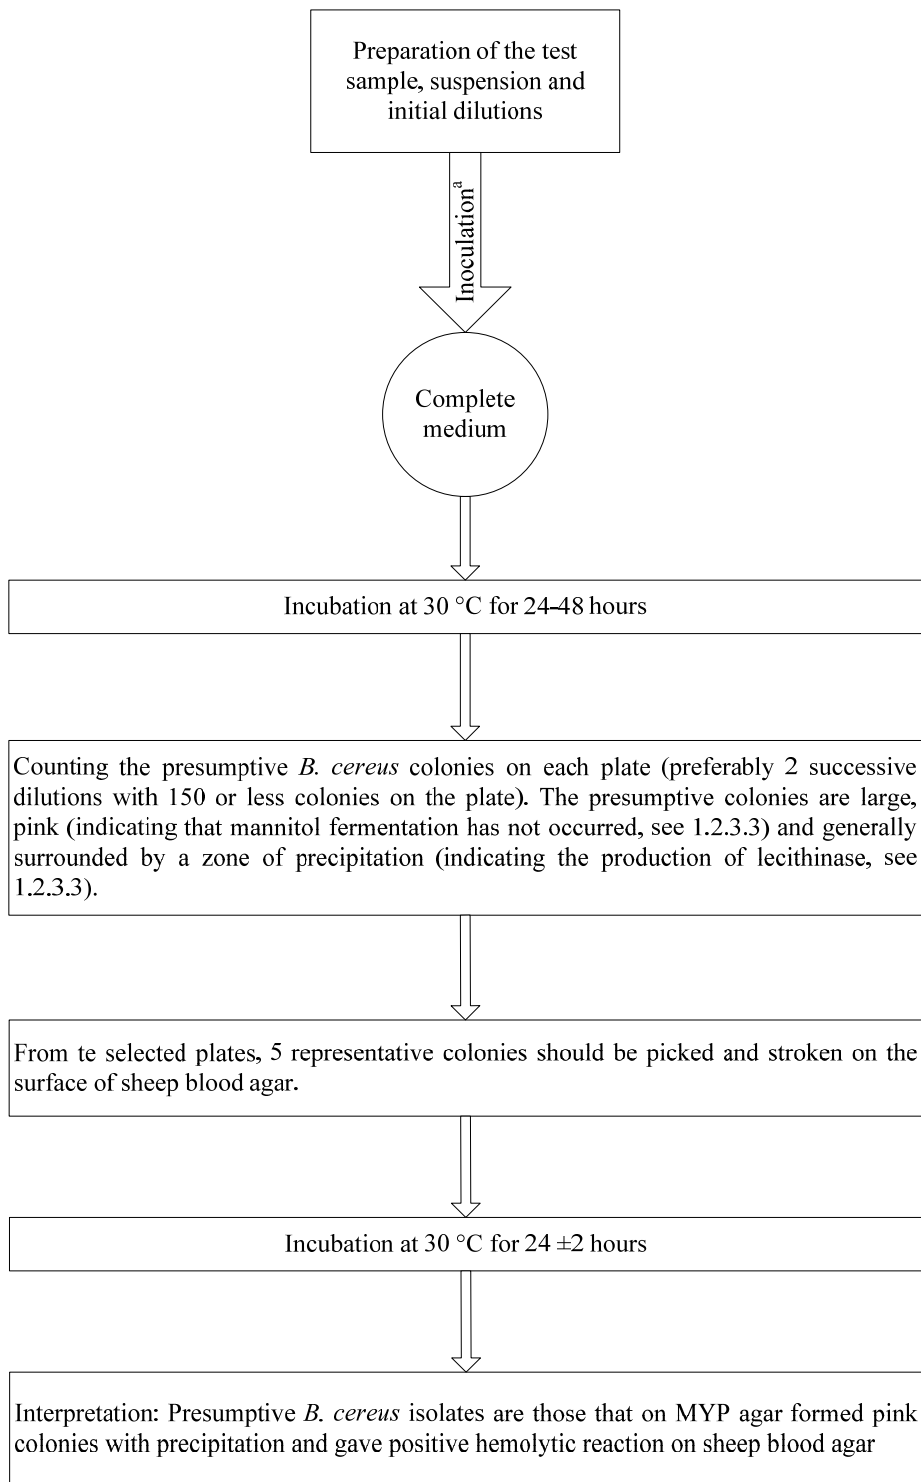 Preparation of the test
sample, suspension and
initial dilutions
Inoculationª
Complete
medium
Incubation at 30 °C for 24–48 hours
Counting the presumptive B. cereus colonies on each plate (preferably 2 successive
dilutions with 150 or less colonies on the plate). The presumptive colonies are large,
pink (indicating that mannitol fermentation has not occurred, see 1.2.3.3) and generally
surrounded by a zone of precipitation (indicating the production of lecithinase, see
1.2.3.3).
From te selected plates, 5 representative colonies should be picked and stroken on the
surface of sheep blood agar.
Incubation at 30 °C for 24 ±2 hours
Interpretation: Presumptive B. cereus isolates are those that on MYP agar formed pink
colonies with precipitation and gave positive hemolytic reaction on sheep blood agar